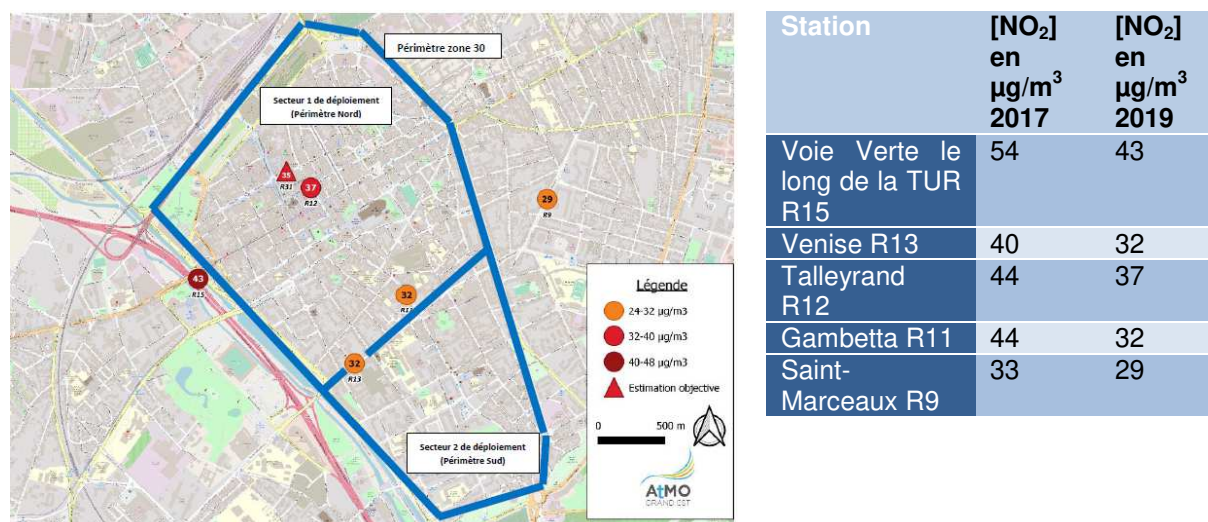 Périmètre zone 30
Secteur 1 de déploiement
(Périmètre Nord)
35
R31
37
R12
29
R9
43
R15
32
R11
32
R13
Secteur 2 de déploiement
(Périmètre Sud)
Légende
24-32 µg/m3
32-40 µg/m3
40-48 µg/m3
Estimation objective
0 500 m
AtMO
GRAND EST
Station [NO₂] [NO₂]
en en
µg/m³ µg/m³
2017 2019
Voie Verte le 54 43
long de la TUR
R15
Venise R13 40 32
Talleyrand 44 37
R12
Gambetta R11 44 32
Saint- 33 29
Marceaux R9